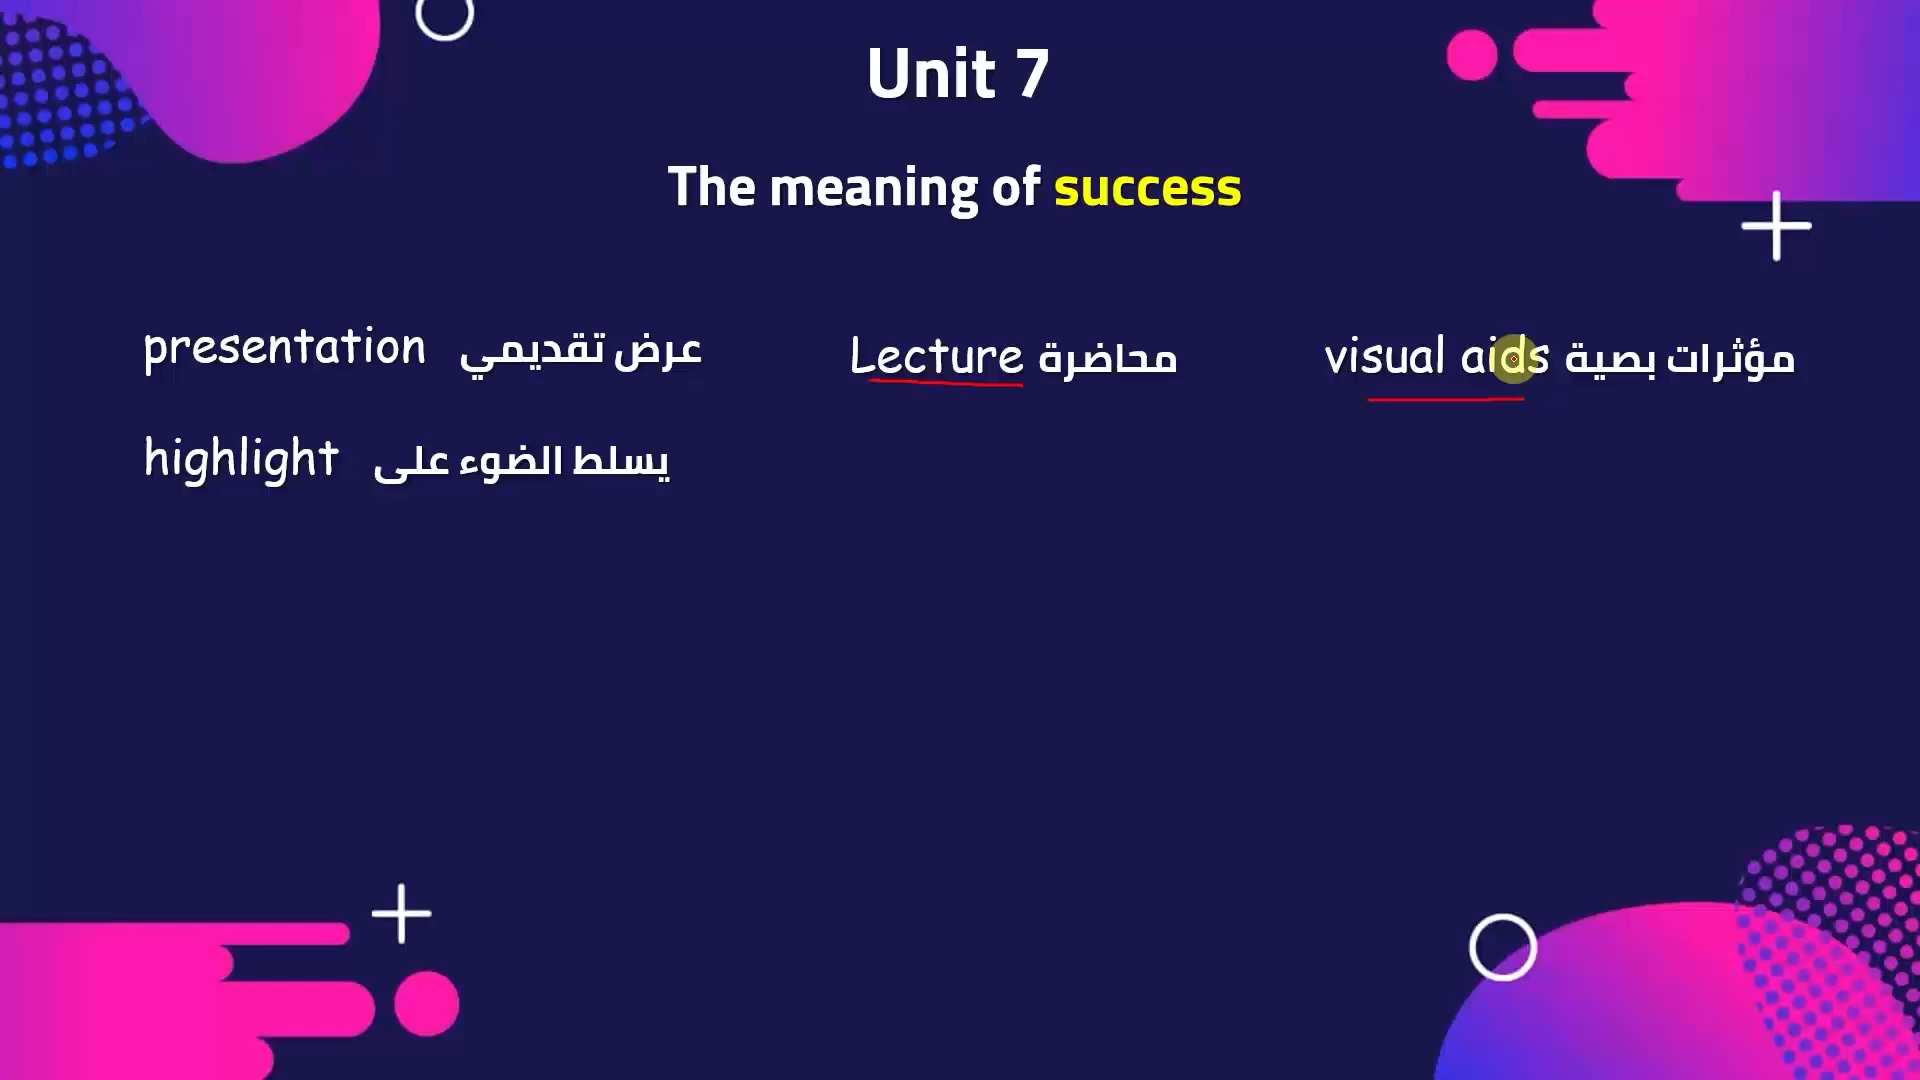 Unit 7
The meaning of success
presentation عرض تقديمي Lecture محاضرة visual aids مؤثرات بصية
highlight يسلط الضوء على